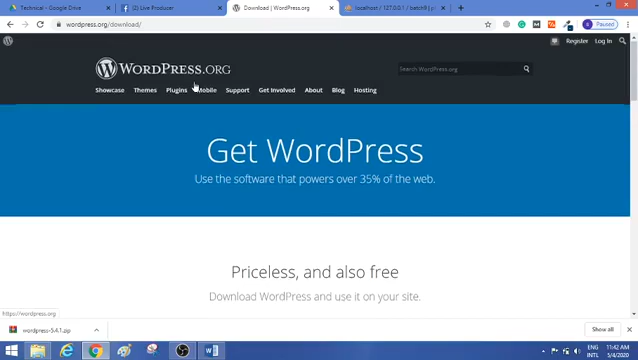 Technical - Google Drive
(2) Live Producer
Download | WordPress.org
localhost / 127.0.0.1 / batch9 | p
wordpress.org/download/
Paused
Register
Log In
WORDPRESS.ORG
Search WordPress.org
Showcase
Themes
Plugins
Mobile
Support
Get Involved
About
Blog
Hosting
Get WordPress
Use the software that powers over 35% of the web.
Priceless, and also free
Download WordPress and use it on your site.
https://wordpress.org
wordpress-5.4.1.zip
Show all
ENG
11:42 AM
INTL
5/4/2020